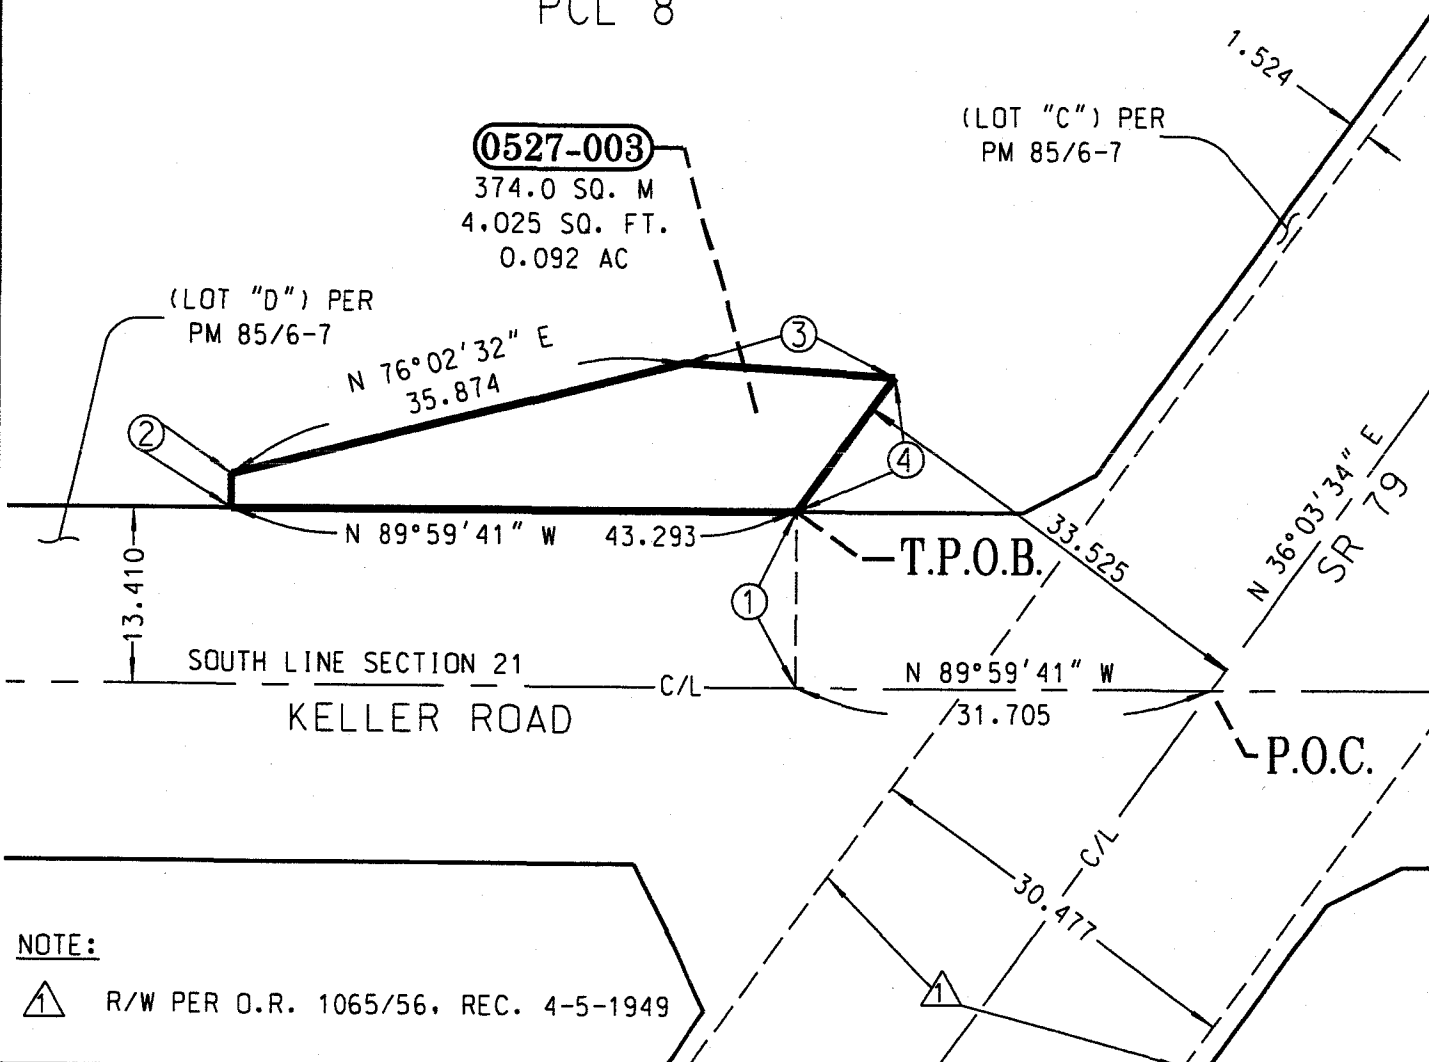 PCL 8
1.524
(LOT "C") PER
PM 85/6-7
0527-003
374.0 SQ. M
4,025 SQ. FT.
0.092 AC
(LOT "D") PER
PM 85/6-7
N 76°02'32" E
35.874
3
2
4
N 36°03'34" E
SR 79
N 89°59'41" W 43.293
T.P.O.B.
33.525
13.410
1
SOUTH LINE SECTION 21
C/L
N 89°59'41" W
31.705
KELLER ROAD
P.O.C.
C/L
30.477
NOTE:
1 R/W PER O.R. 1065/56, REC. 4-5-1949
1